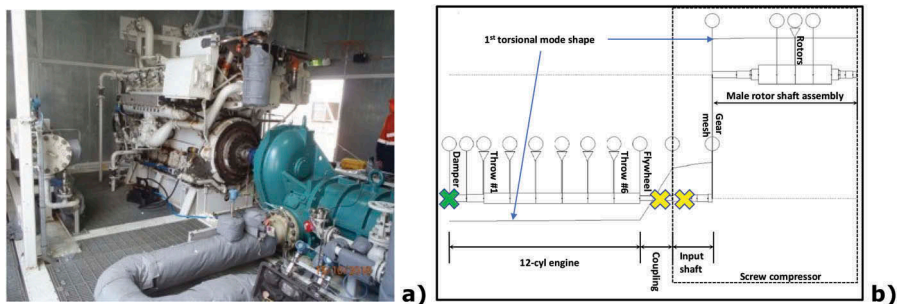 1st torsional mode shape
Rotors
Male rotor shaft assembly
Gear
mesh
Damper
Throw #1
Throw #6
Flywheel
12-cyl engine
Coupling
Input
shaft
Screw compressor
a)
b)